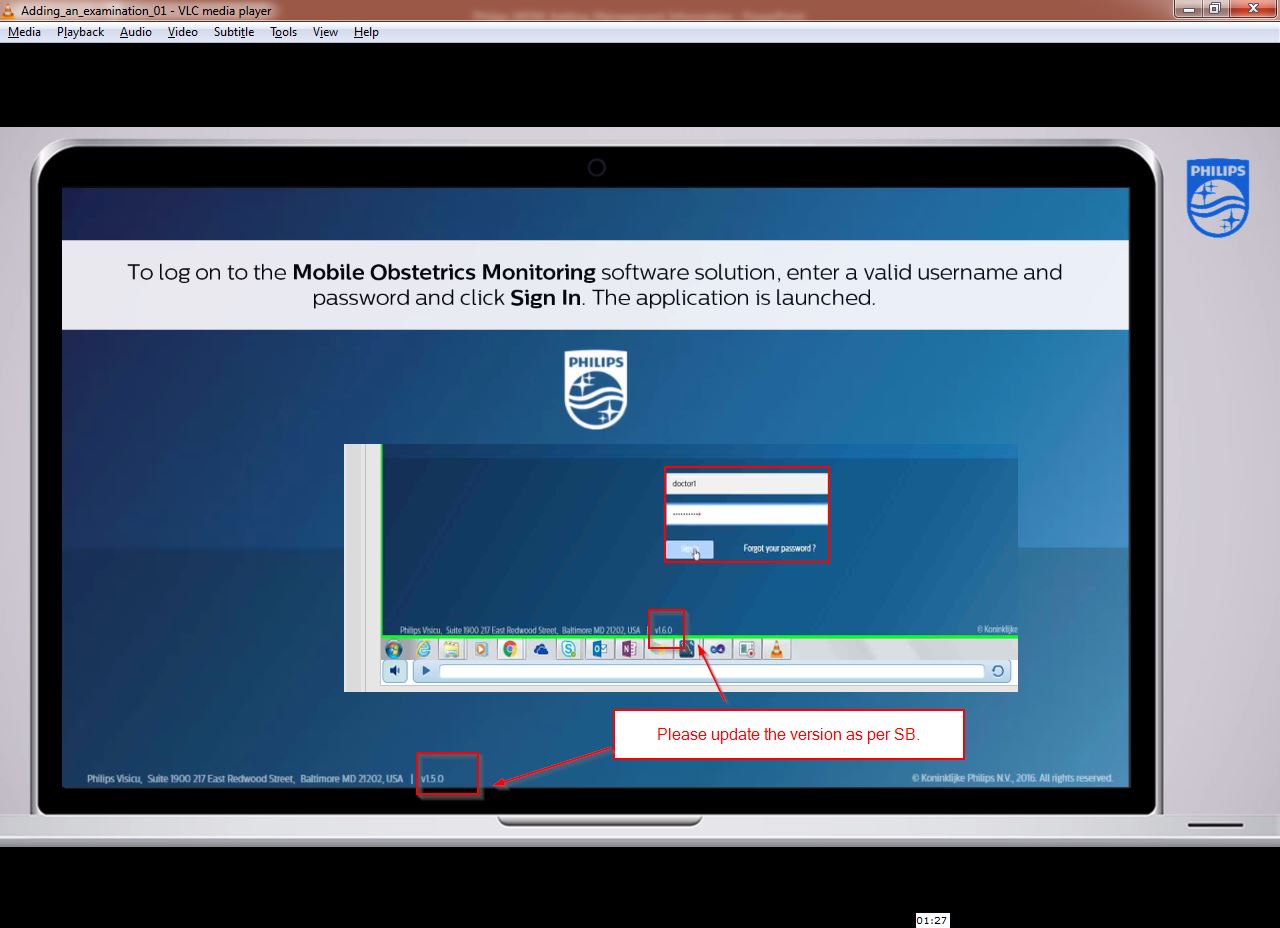 Adding_an_examination_01 - VLC media player
Media Playback Audio Video Subtitle Tools View Help
PHILIPS
To log on to the Mobile Obstetrics Monitoring software solution, enter a valid username and
password and click Sign In. The application is launched.
PHILIPS
doctor1
Forgot your password ?
Philips Visicu, Suite 1900 217 East Redwood Street, Baltimore MD 21202, USA | v1.6.0
© Koninklijke
Please update the version as per SB.
Philips Visicu, Suite 1900 217 East Redwood Street, Baltimore MD 21202, USA | v1.5.0
© Koninklijke Philips N.V., 2016. All rights reserved.
01:27